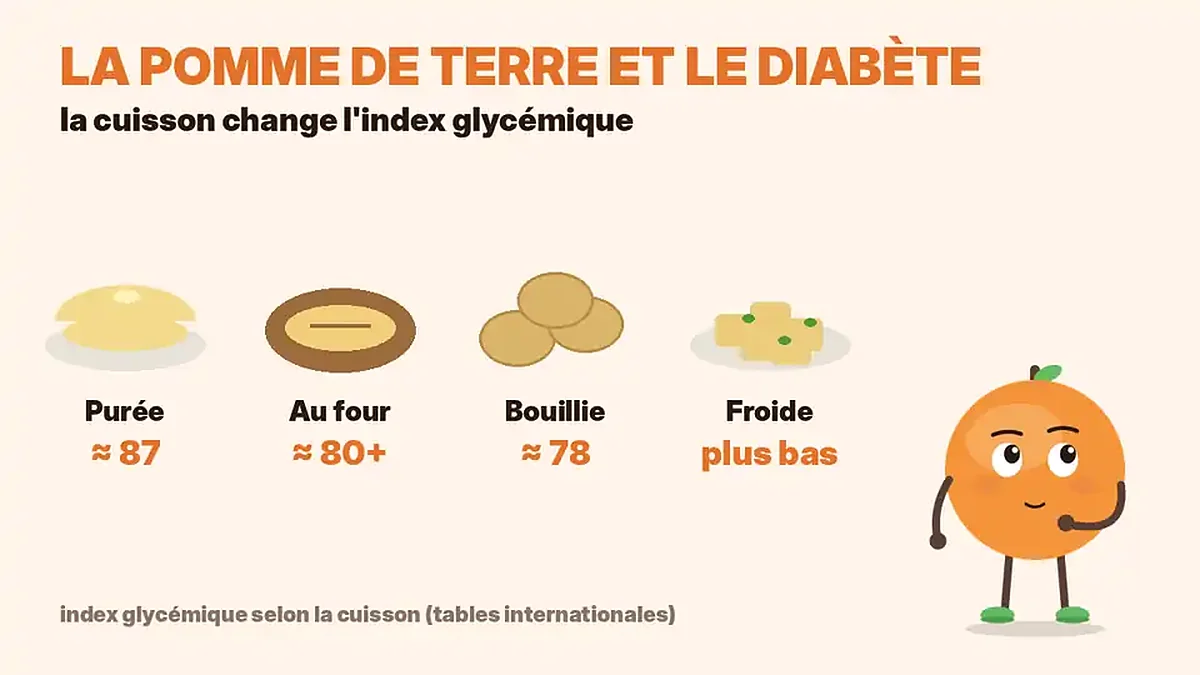 LA POMME DE TERRE ET LE DIABÈTE
la cuisson change l'index glycémique
Purée
≈ 87
Au four
≈ 80+
Bouillie
≈ 78
Froide
plus bas
index glycémique selon la cuisson (tables internationales)